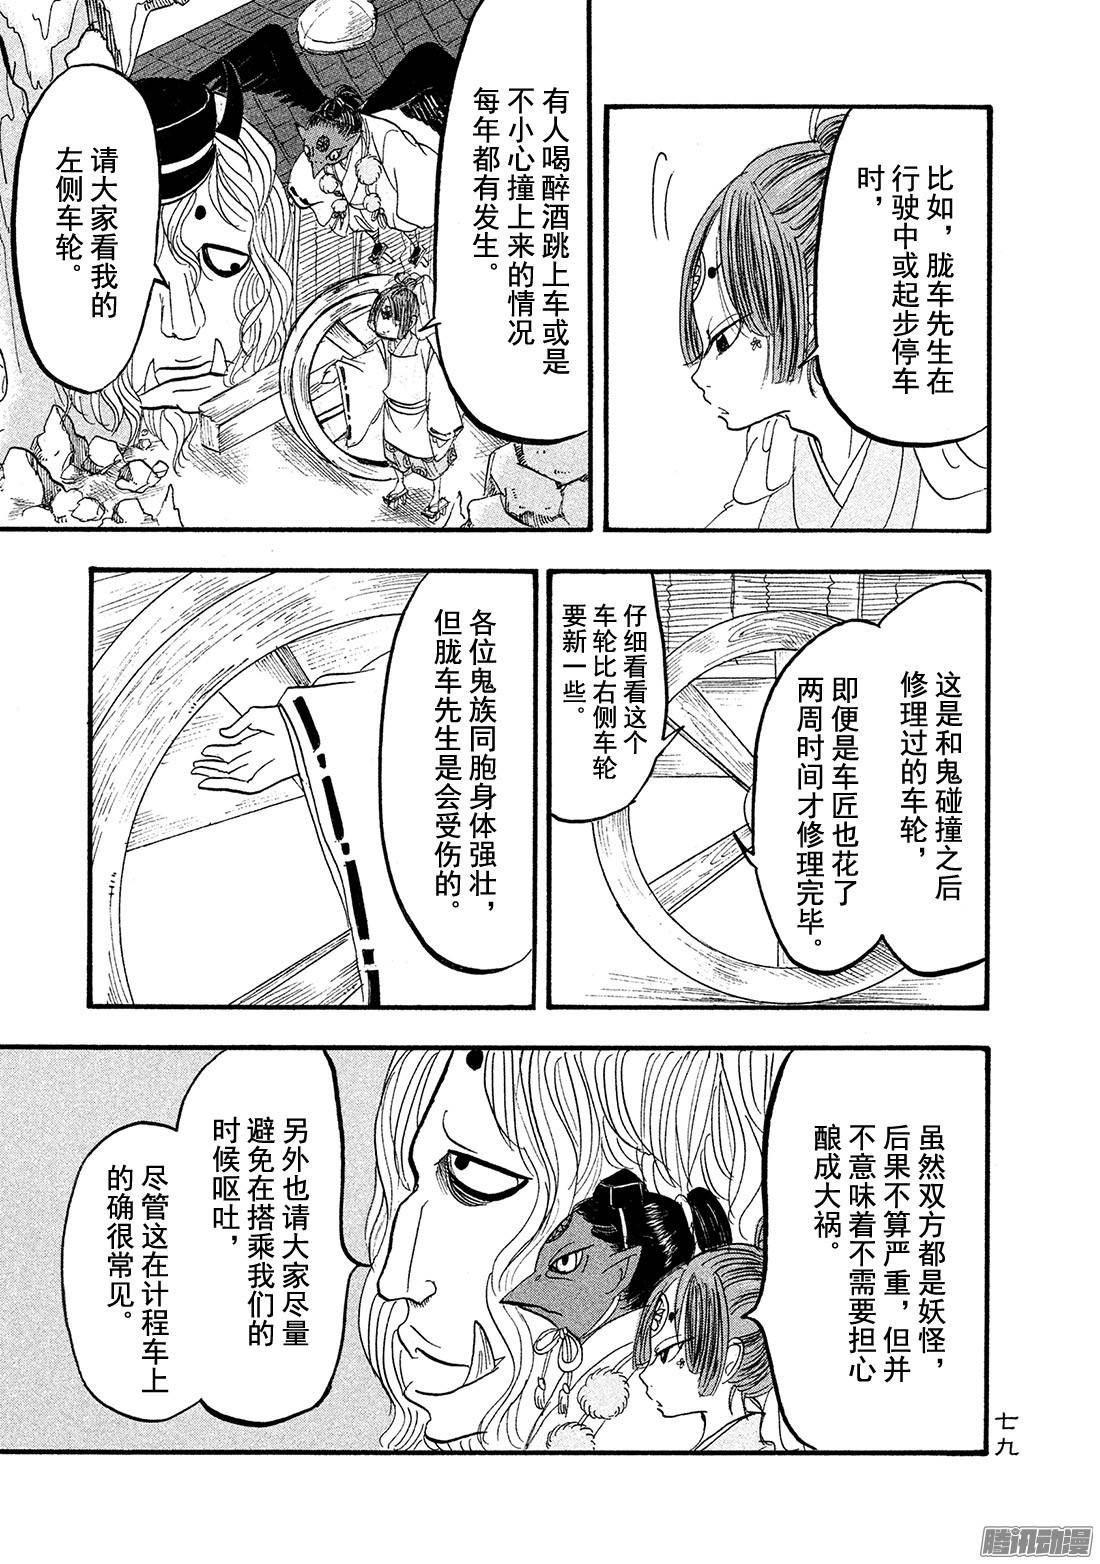 比如，胧车先生在
行驶中或起步停车
时，
有人喝醉酒跳上车或是
不小心撞上来的情况
每年都有发生。
请大家看我的
左侧车轮。
这是和鬼碰撞之后
修理过的车轮，
即便是车匠也花了
两周时间才修理完毕。
仔细看看这个
车轮比右侧车轮
要新一些。
各位鬼族同胞身体强壮，
但胧车先生是会受伤的。
虽然双方都是妖怪，
后果不算严重，但并
不意味着不需要担心
酿成大祸。
另外也请大家尽量
避免在搭乘我们的
时候呕吐，
尽管这在计程车上
的确很常见。
七九
腾讯动漫